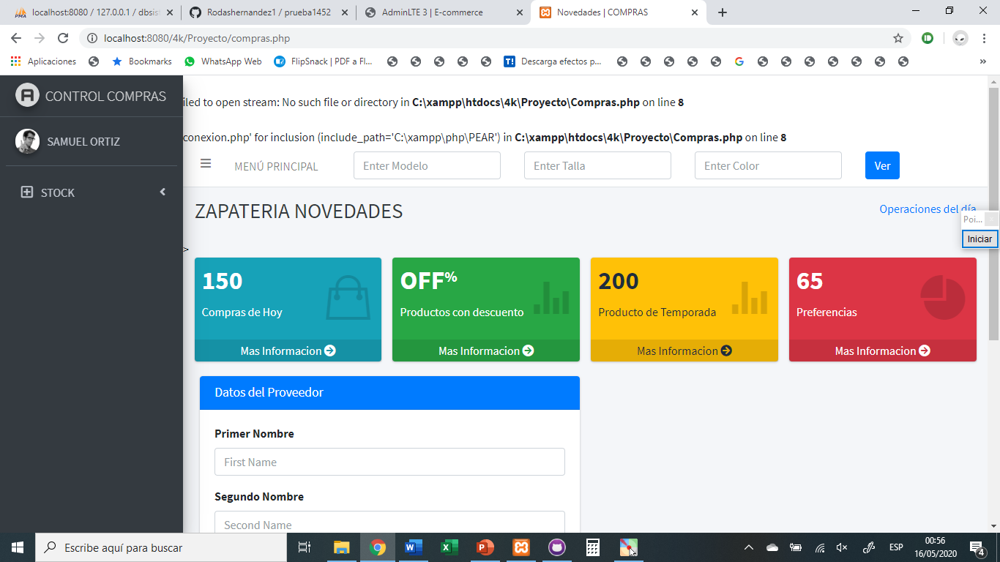 localhost:8080 / 127.0.0.1 / dbsist
Rodashernandez1 / prueba1452
AdminLTE 3 | E-commerce
Novedades | COMPRAS
localhost:8080/4k/Proyecto/compras.php
Aplicaciones
Bookmarks
WhatsApp Web
FlipSnack | PDF a Fl...
T!
Descarga efectos p...
»
CONTROL COMPRAS
iled to open stream: No such file or directory in C:\xampp\htdocs\4k\Proyecto\Compras.php on line 8
SAMUEL ORTIZ
conexion.php' for inclusion (include_path='C:\xampp\php\PEAR') in C:\xampp\htdocs\4k\Proyecto\Compras.php on line 8
MENÚ PRINCIPAL
Enter Modelo
Enter Talla
Enter Color
Ver
STOCK
ZAPATERIA NOVEDADES
Operaciones del día
Poi...
x
Iniciar
>
150
Compras de Hoy
Mas Informacion
OFF%
Productos con descuento
Mas Informacion
200
Producto de Temporada
Mas Informacion
65
Preferencias
Mas Informacion
Datos del Proveedor
Primer Nombre
First Name
Segundo Nombre
Second Name
Escribe aquí para buscar
ESP
00:56
16/05/2020
4